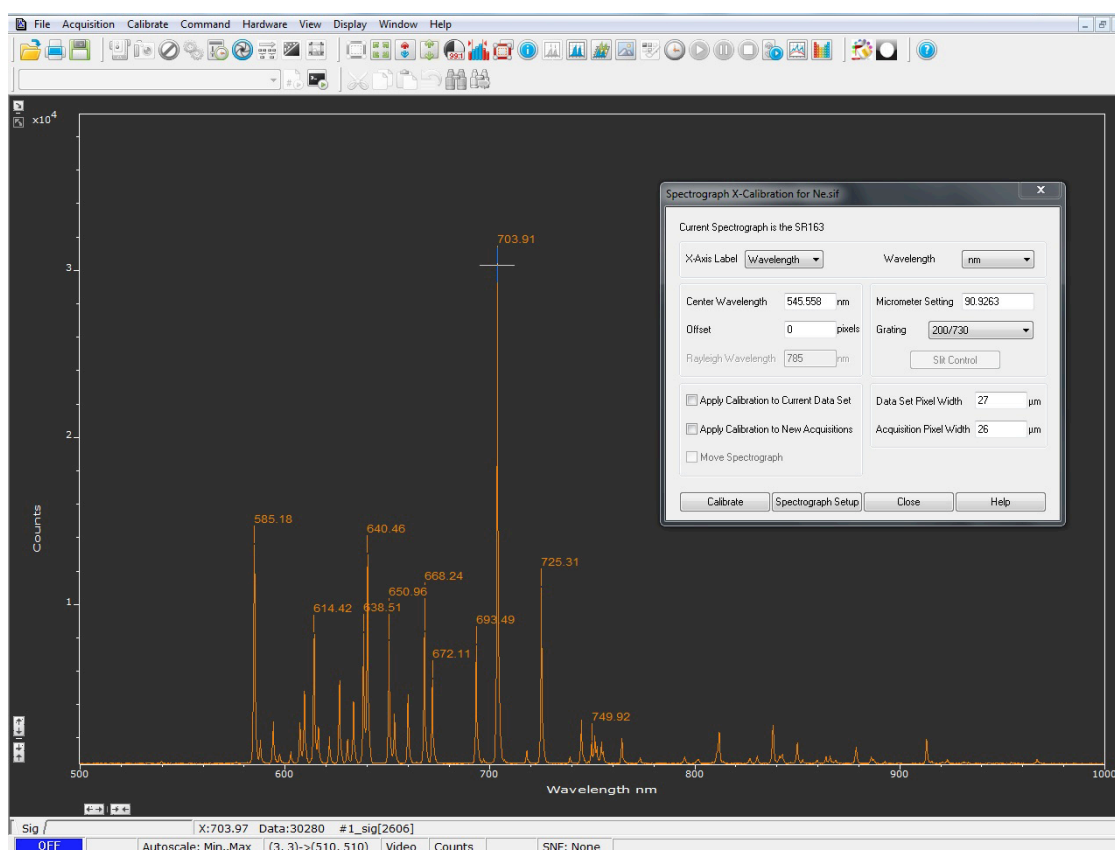 File Acquisition Calibrate Command Hardware View Display Window Help
99:1
x10⁴
703.91
3
2
1
Counts
585.18
640.46
725.31
668.24
650.96
614.42
638.51
693.49
672.11
749.92
500
600
700
800
900
1000
Wavelength nm
Spectrograph X-Calibration for Ne.sif
X
Current Spectrograph is the SR163
X-Axis Label Wavelength
Wavelength nm
Center Wavelength 545.558 nm
Micrometer Setting 90.9263
Offset 0 pixels
Grating 200/730
Rayleigh Wavelength 785 nm
Slit Control
Apply Calibration to Current Data Set
Data Set Pixel Width 27 µm
Apply Calibration to New Acquisitions
Acquisition Pixel Width 26 µm
Move Spectrograph
Calibrate Spectrograph Setup Close Help
Sig
X:703.97 Data:30280 #1_sig[2606]
OFF Autoscale: Min..Max (3, 3)->(510, 510) Video Counts SNF: None